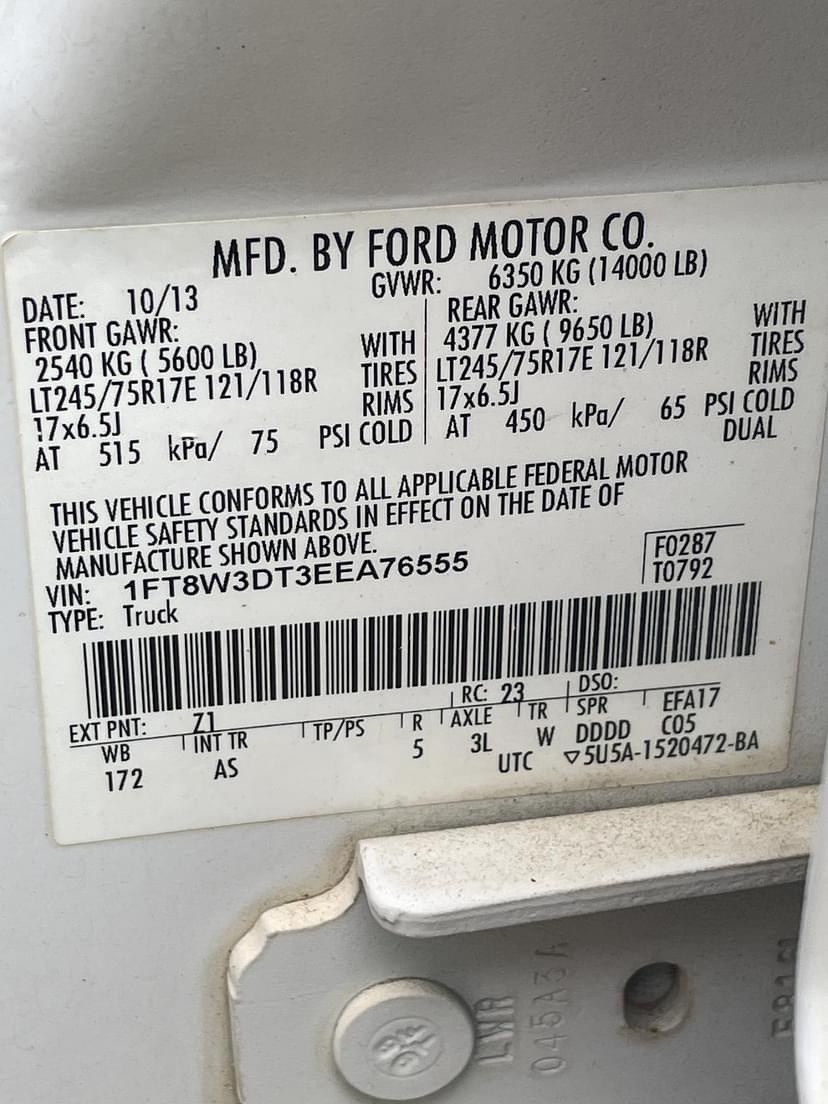 MFD. BY FORD MOTOR CO.
DATE: 10/13
GVWR: 6350 KG (14000 LB)
FRONT GAWR:
2540 KG ( 5600 LB) WITH
LT245/75R17E 121/118R TIRES
17x6.5J RIMS
AT 515 kPa/ 75 PSI COLD
REAR GAWR:
4377 KG ( 9650 LB) WITH
LT245/75R17E 121/118R TIRES
17x6.5J RIMS
AT 450 kPa/ 65 PSI COLD
DUAL
THIS VEHICLE CONFORMS TO ALL APPLICABLE FEDERAL MOTOR
VEHICLE SAFETY STANDARDS IN EFFECT ON THE DATE OF
MANUFACTURE SHOWN ABOVE.
VIN: 1FT8W3DT3EEA76555
TYPE: Truck
F0287
T0792
EXT PNT: Z1 RC: 23 DSO:
WB INT TR TP/PS R AXLE TR SPR EFA17
172 AS 5 3L W DDDD C05
UTC ▽5U5A-1520472-BA
LWR
045A3A